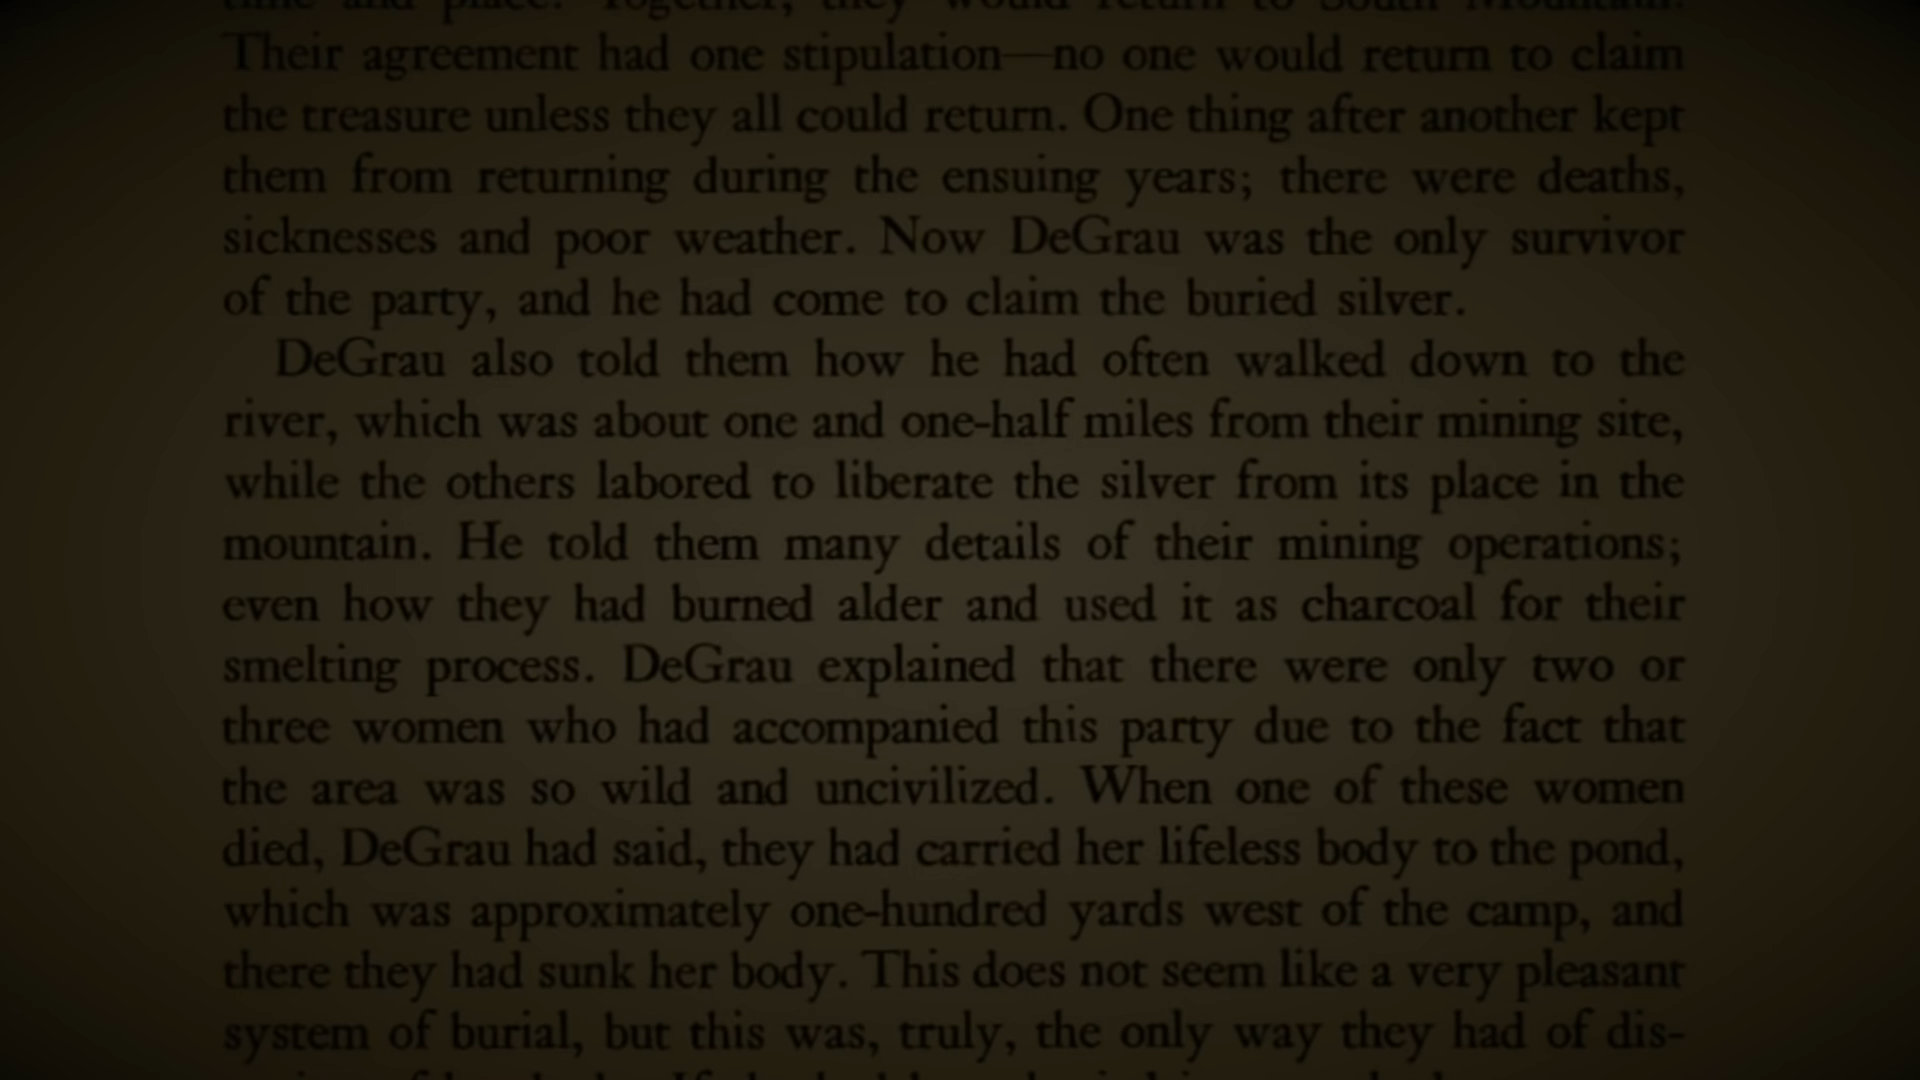 time and place. Together, they would return to South Mountain.
Their agreement had one stipulation—no one would return to claim
the treasure unless they all could return. One thing after another kept
them from returning during the ensuing years; there were deaths,
sicknesses and poor weather. Now DeGrau was the only survivor
of the party, and he had come to claim the buried silver.
DeGrau also told them how he had often walked down to the
river, which was about one and one-half miles from their mining site,
while the others labored to liberate the silver from its place in the
mountain. He told them many details of their mining operations;
even how they had burned alder and used it as charcoal for their
smelting process. DeGrau explained that there were only two or
three women who had accompanied this party due to the fact that
the area was so wild and uncivilized. When one of these women
died, DeGrau had said, they had carried her lifeless body to the pond,
which was approximately one-hundred yards west of the camp, and
there they had sunk her body. This does not seem like a very pleasant
system of burial, but this was, truly, the only way they had of dis-